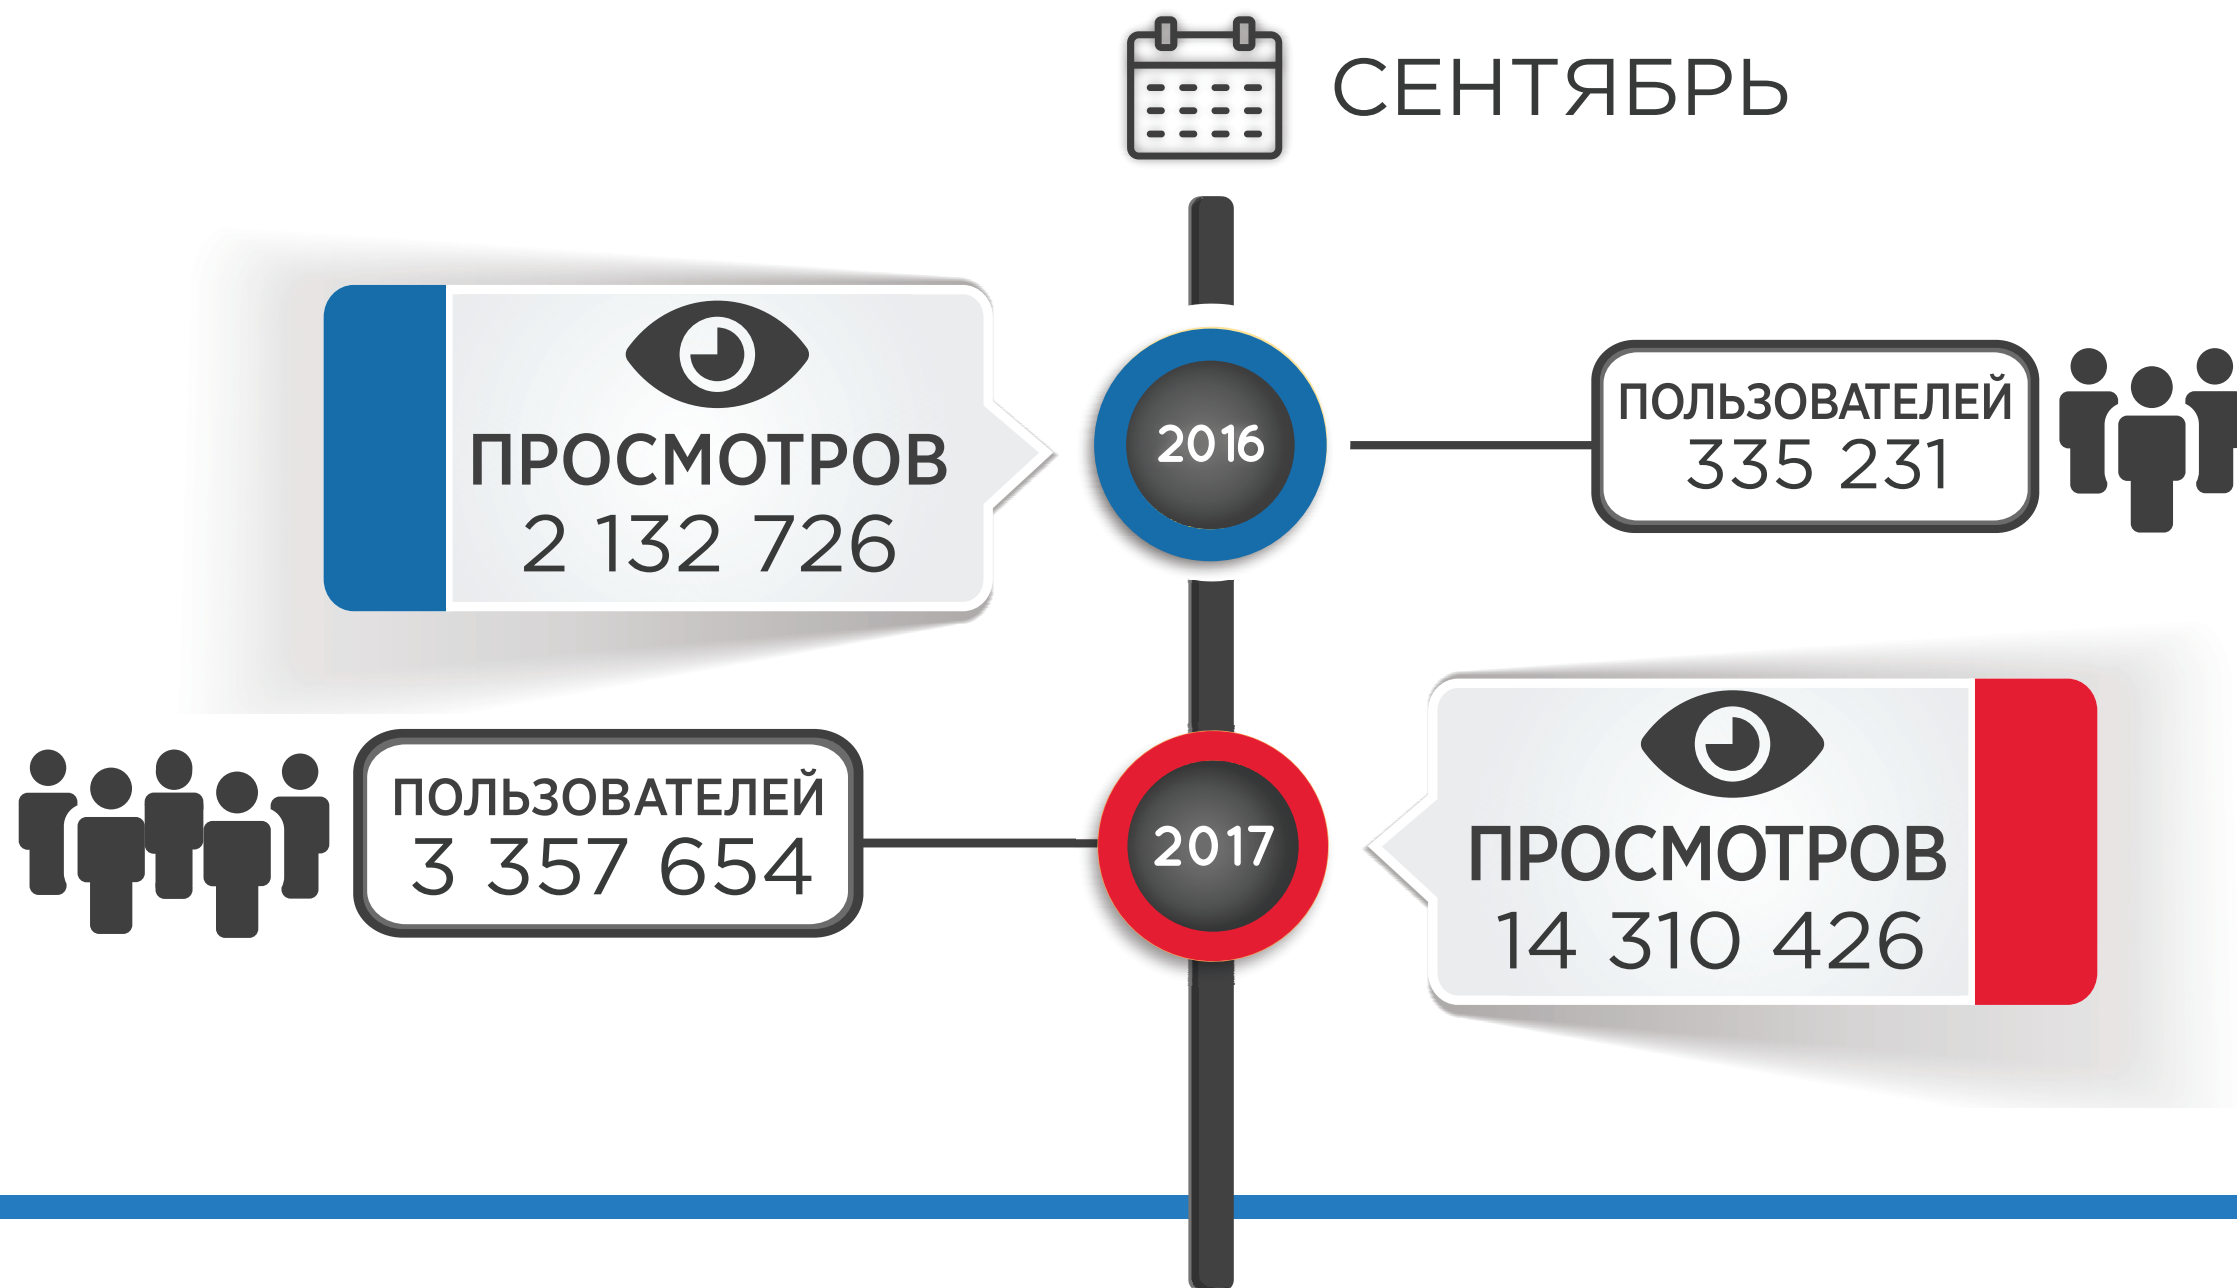 СЕНТЯБРЬ
ПРОСМОТРОВ
2 132 726
2016
ПОЛЬЗОВАТЕЛЕЙ
335 231
ПОЛЬЗОВАТЕЛЕЙ
3 357 654
2017
ПРОСМОТРОВ
14 310 426